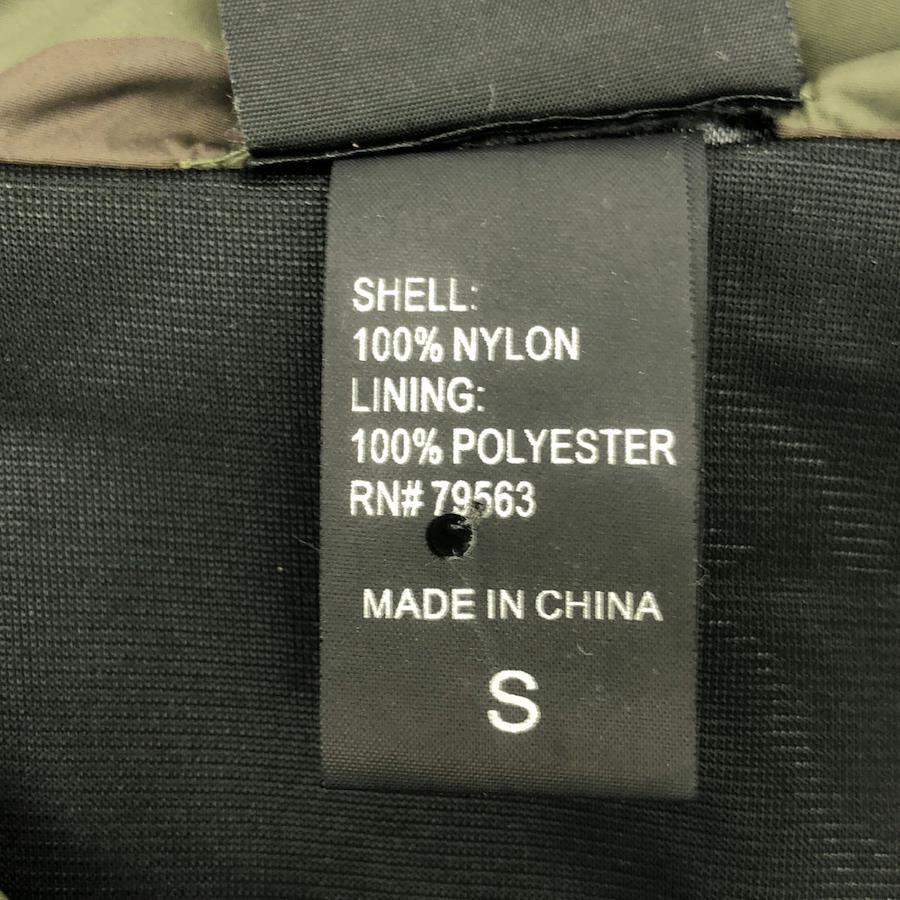 SHELL:
100% NYLON
LINING:
100% POLYESTER
RN# 79563
MADE IN CHINA
S